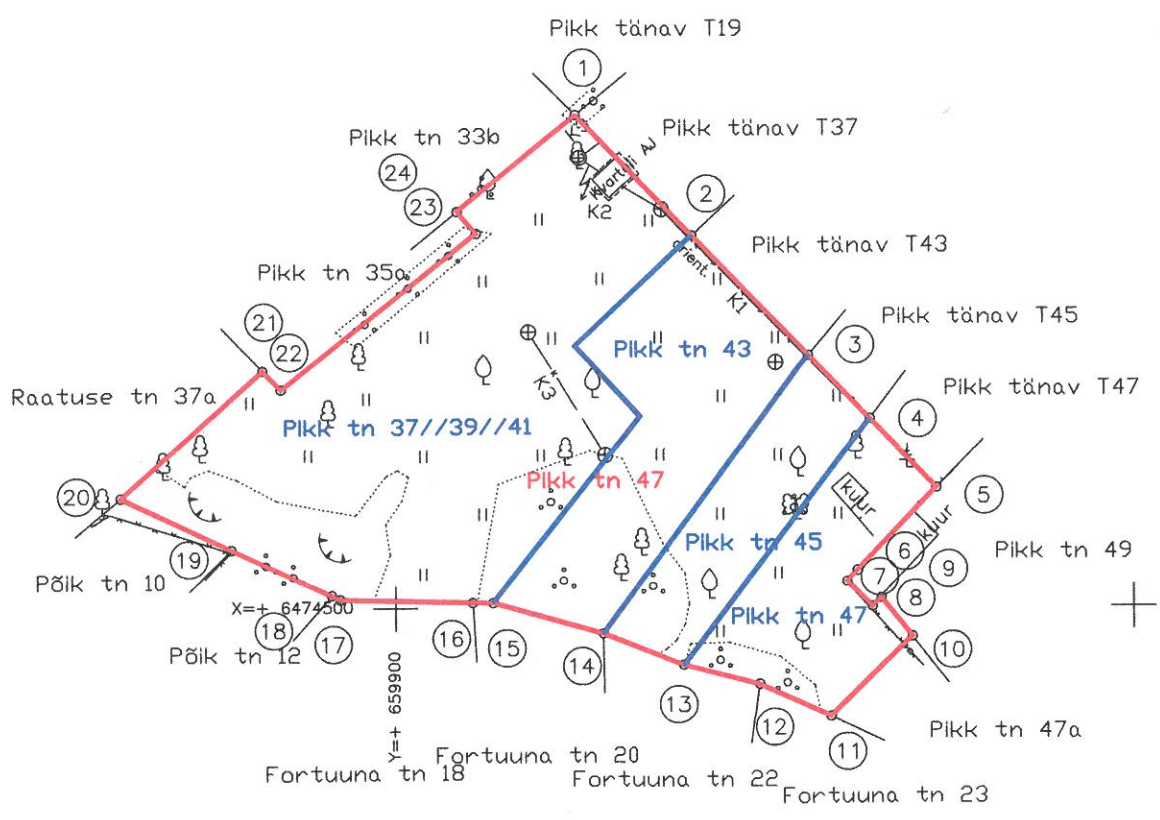 Pikk tänav T19
1
Pikk tänav T37
Pikk tn 33b
AJ
Kvartali
24
23
K2
2
Pikk tänav T43
orient.
Pikk tn 35a
K1
Pikk tänav T45
21
22
3
Pikk tn 43
K3
Pikk tänav T47
Raatuse tn 37a
4
Pikk tn 37//39//41
Pikk tn 47
20
5
kuur
kuur
Pikk tn 45
19
6
7
9
Pikk tn 49
8
Põik tn 10
X=+ 6474500
18
17
16
15
Pikk tn 47
14
10
Põik tn 12
13
12
11
Y=+ 659900
Pikk tn 47a
Fortuuna tn 20
Fortuuna tn 18
Fortuuna tn 22
Fortuuna tn 23